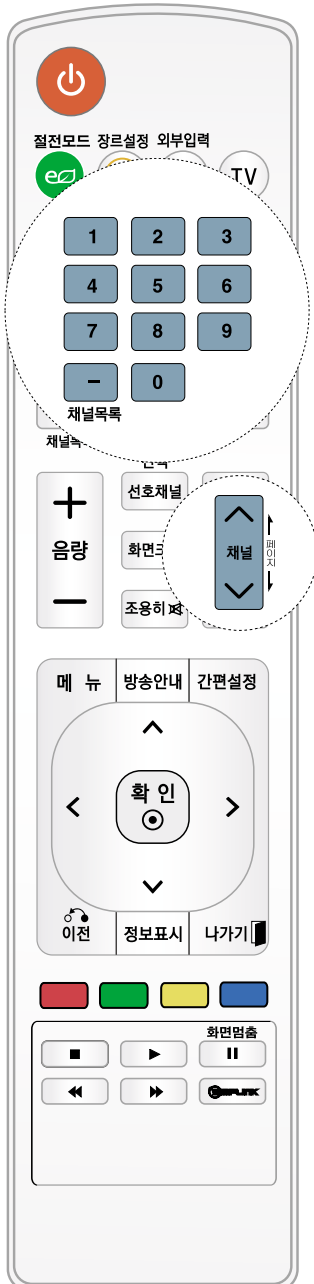 절전모드 장르설정 외부입력
e TV
1 2 3
4 5 6
7 8 9
- 0
채널목록
채널목
선호채널
음량
화면크
채널
페이지
조용히
메 뉴 방송안내 간편설정
확 인
이전 정보표시 나가기
화면멈춤